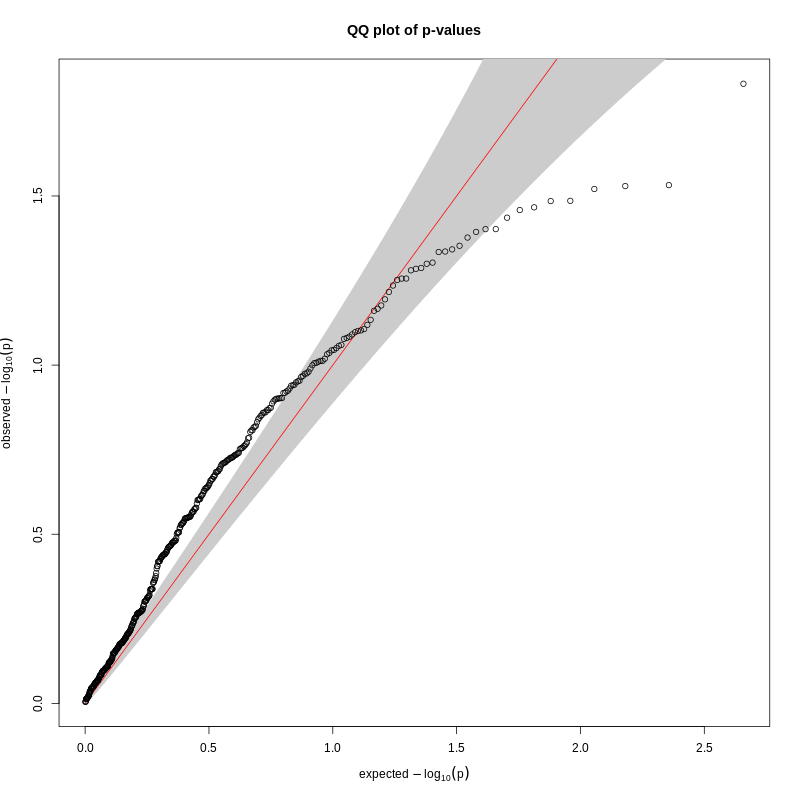 QQ plot of p-values
observed − log₁₀(p)
1.5
1.0
0.5
0.0
0.0 0.5 1.0 1.5 2.0 2.5
expected − log₁₀(p)